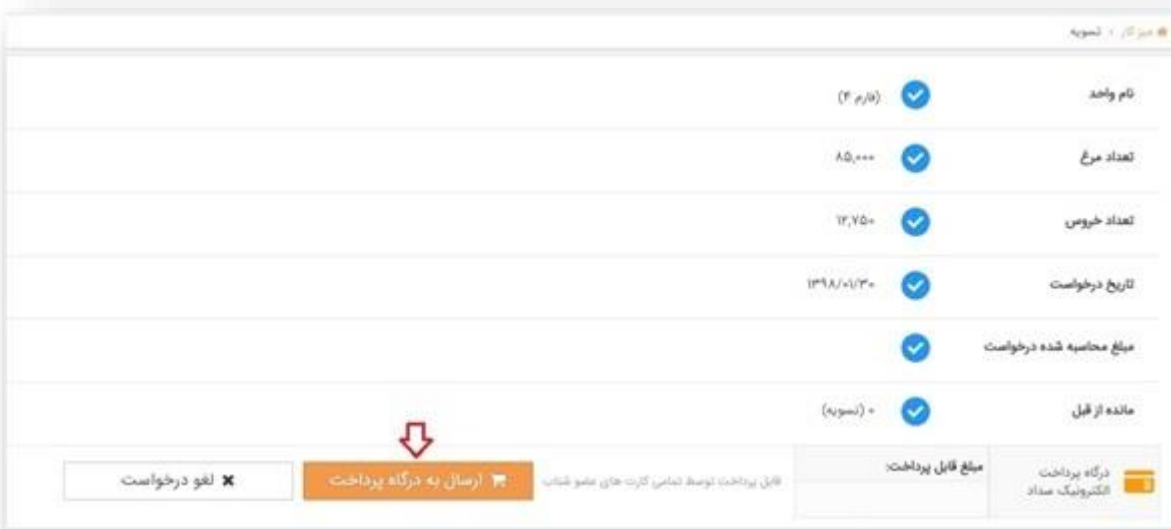 میز کار › تسویه
نام واحد (فارم ۴)
تعداد مرغ ۸۵,۰۰۰
تعداد خروس ۱۲,۷۵۰
تاریخ درخواست ۱۳۹۸/۰۱/۳۰
مبلغ محاسبه شده درخواست
مانده از قبل ۰ (تسویه)
درگاه پرداخت
الکترونیک سداد
مبلغ قابل پرداخت:
قابل پرداخت توسط تمامی کارت های عضو شتاب
ارسال به درگاه پرداخت
لغو درخواست